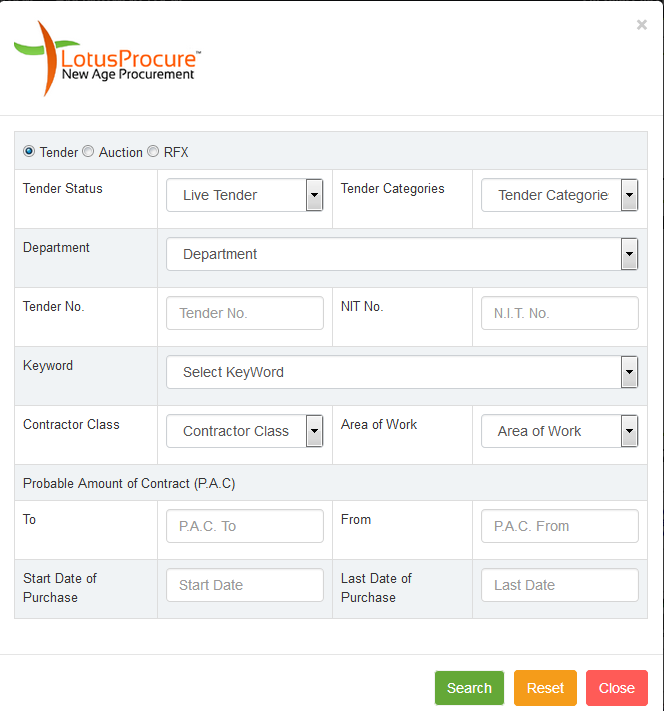 ×
LotusProcure™
New Age Procurement
Tender Auction RFX
Tender Status Live Tender Tender Categories Tender Categorie
Department Department
Tender No. Tender No. NIT No. N.I.T. No.
Keyword Select KeyWord
Contractor Class Contractor Class Area of Work Area of Work
Probable Amount of Contract (P.A.C)
To P.A.C. To From P.A.C. From
Start Date of
Purchase
Start Date
Last Date of
Purchase
Last Date
Search Reset Close